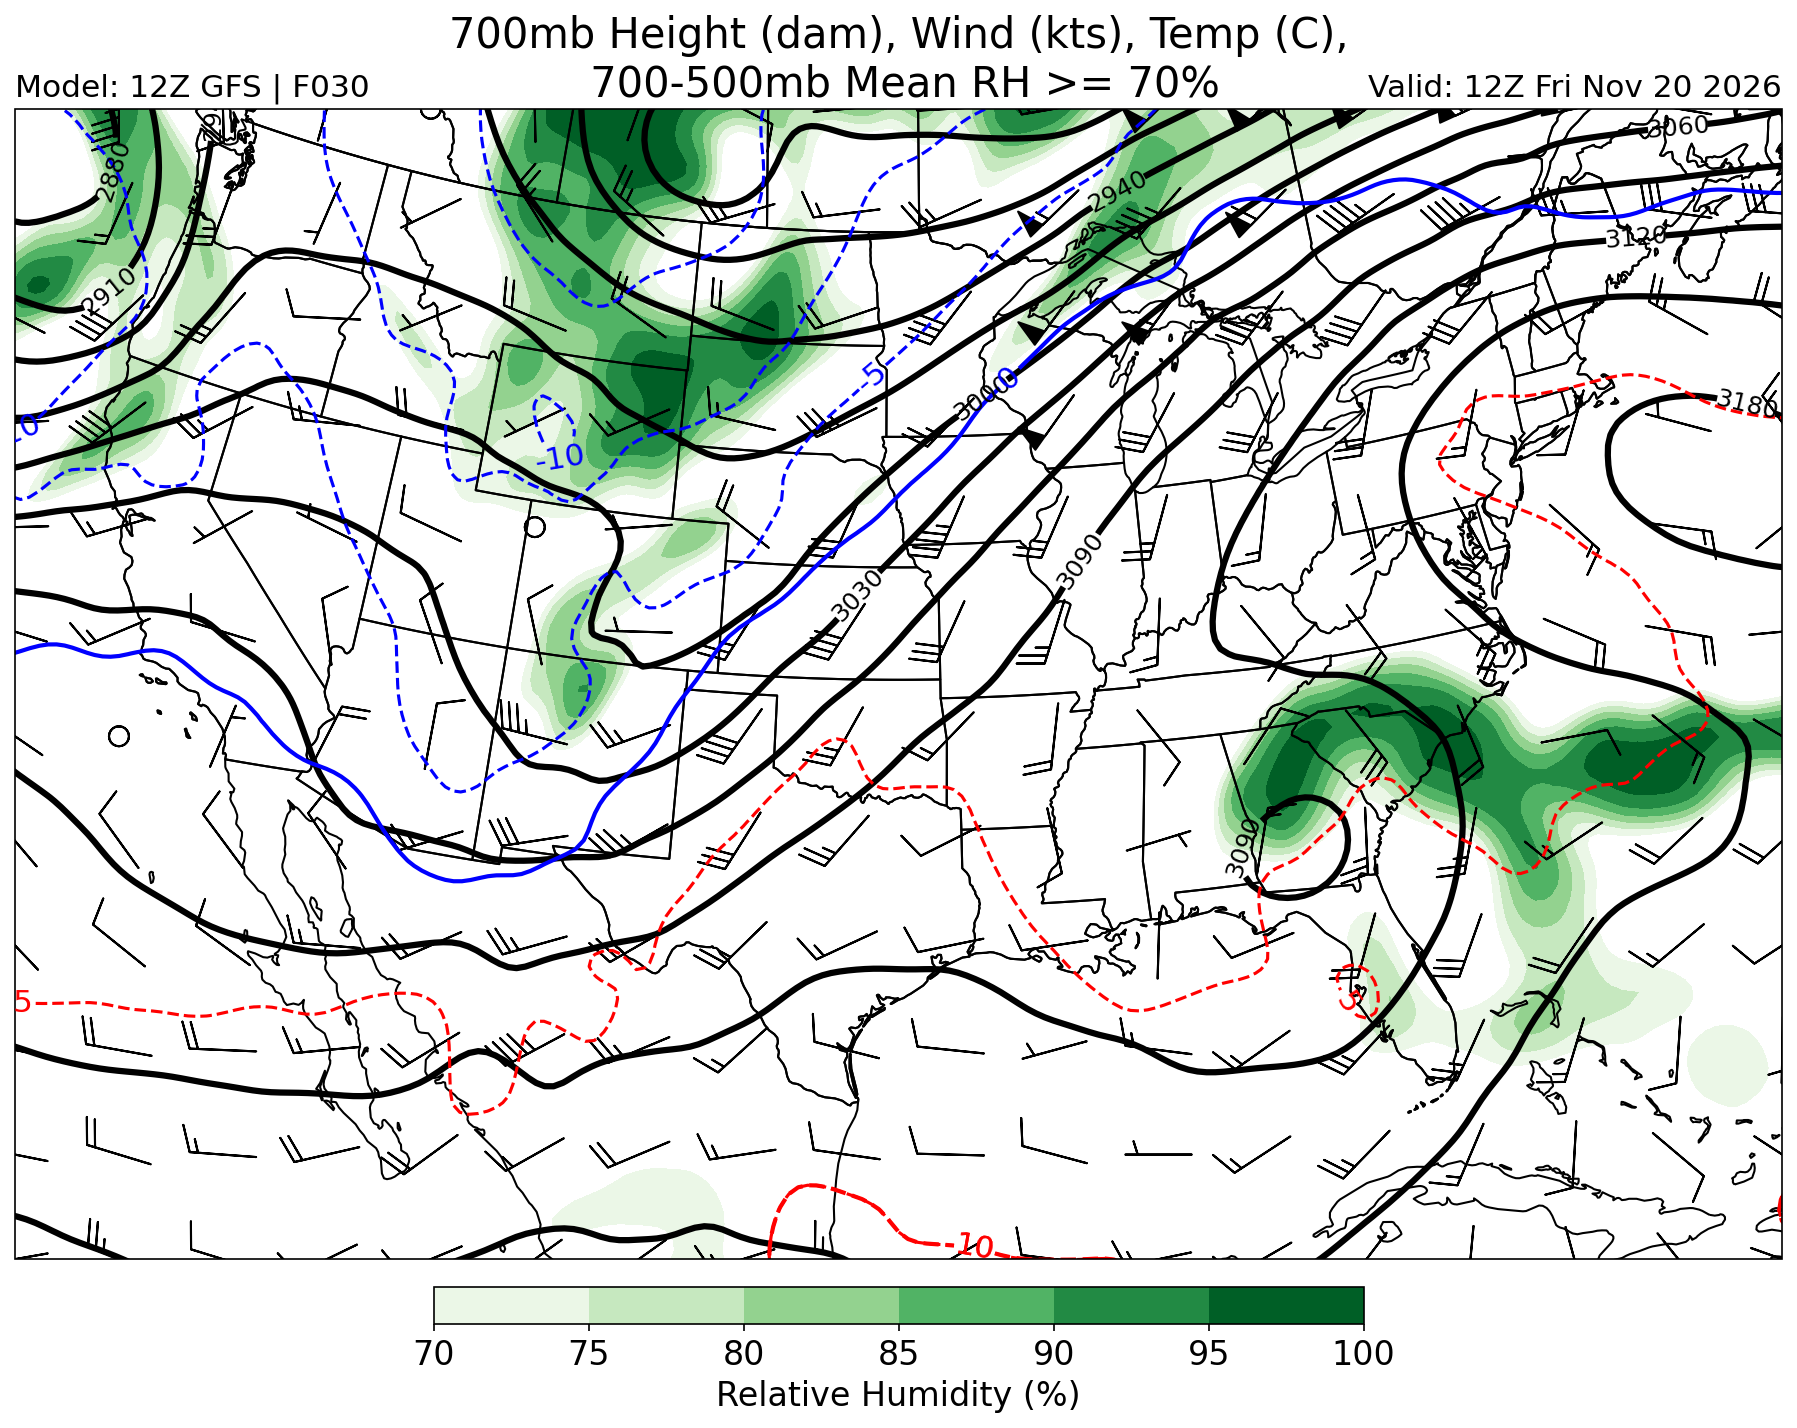 700mb Height (dam), Wind (kts), Temp (C),
700-500mb Mean RH >= 70%
Model: 12Z GFS | F030
Valid: 12Z Fri Nov 20 2026
3060
2880
2940
3120
2910
-5
0
3000
3180
-10
3030
3090
3090
5
5
10
70 75 80 85 90 95 100
Relative Humidity (%)